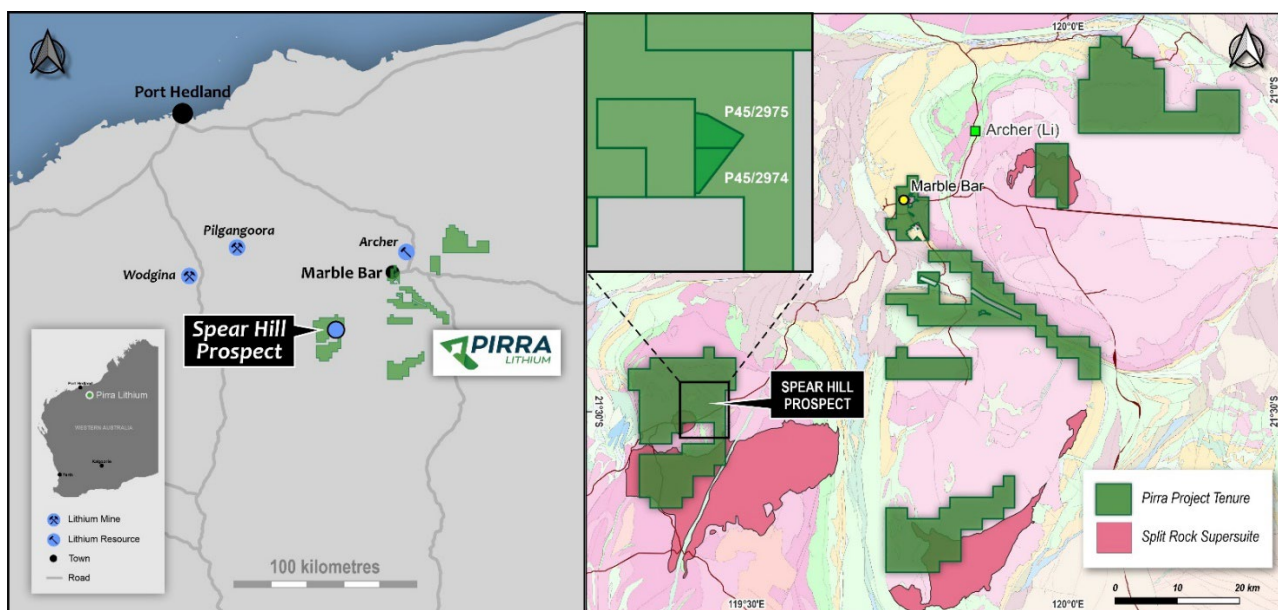 Port Hedland
Pilgangoora
Wodgina
Archer
Marble Bar
Spear Hill
Prospect
PIRRA
LITHIUM
Pirra Lithium
WESTERN AUSTRALIA
Lithium Mine
Lithium Resource
Town
Road
100 kilometres
P45/2975
P45/2974
120°0'E
21°0'S
Archer (Li)
Marble Bar
21°30'S
SPEAR HILL
PROSPECT
21°30'S
Pirra Project Tenure
Split Rock Supersuite
0 10 20 km
119°30'E
120°0'E